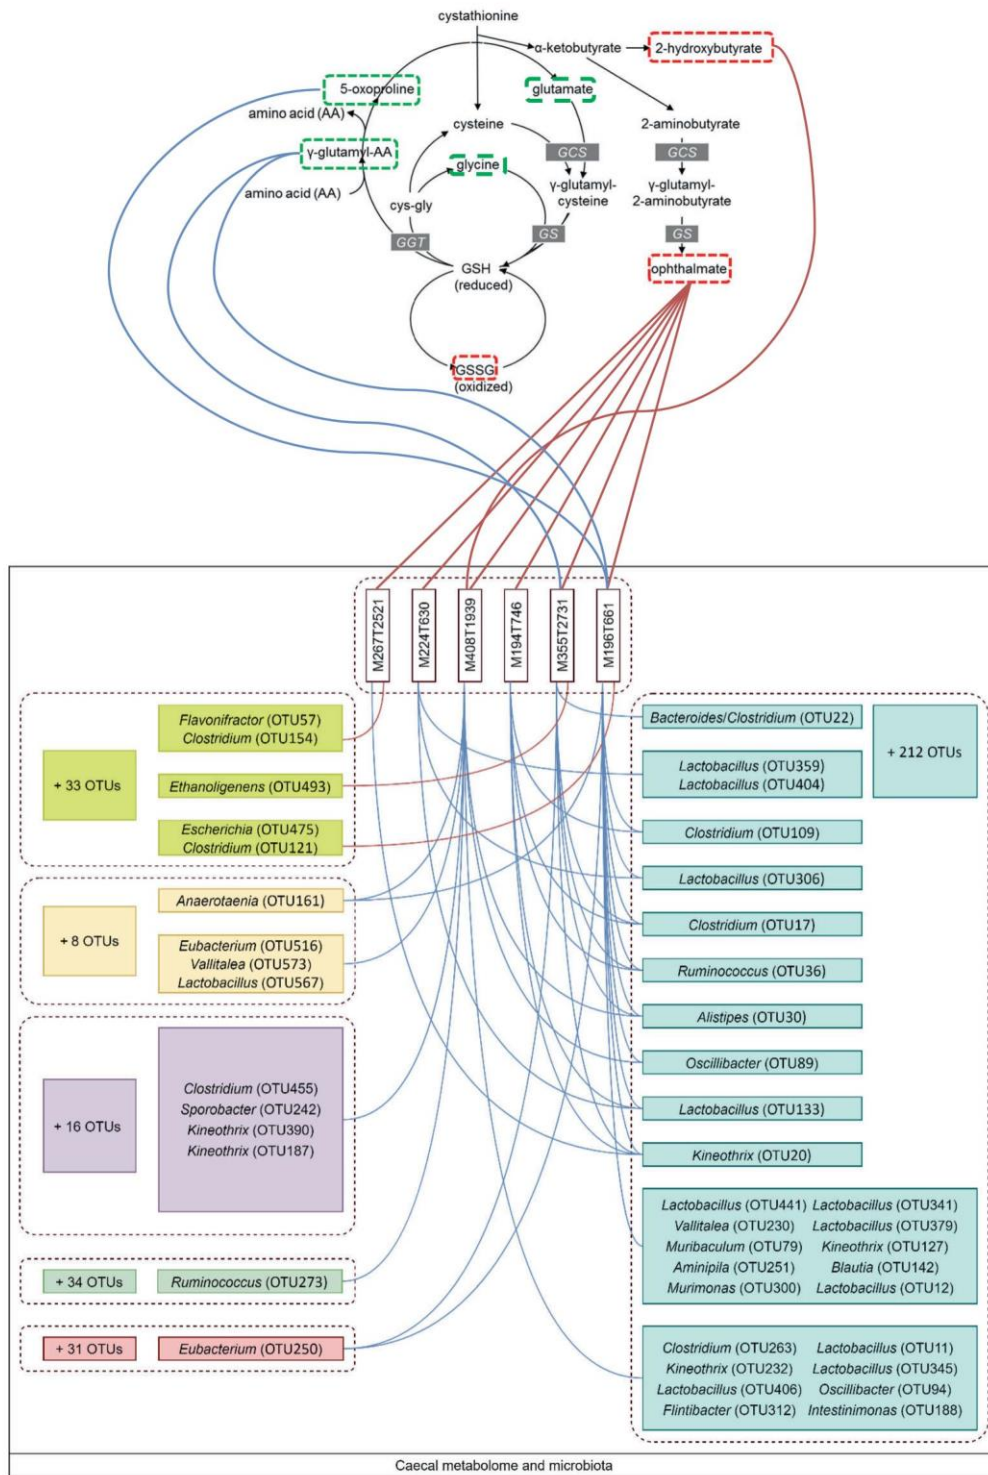 cystathionine
α-ketobutyrate
2-hydroxybutyrate
5-oxoproline
glutamate
amino acid (AA)
cysteine
2-aminobutyrate
GCS
GCS
γ-glutamyl-AA
glycine
γ-glutamyl-
cysteine
γ-glutamyl-
2-aminobutyrate
amino acid (AA)
cys-gly
GGT
GS
GS
GSH
(reduced)
ophthalmate
GSSG
(oxidized)
M267T2521
M224T630
M408T1939
M194T746
M355T2731
M196T661
+ 33 OTUs
Flavonifractor (OTU57)
Clostridium (OTU154)
Ethanoligenens (OTU493)
Escherichia (OTU475)
Clostridium (OTU121)
+ 8 OTUs
Anaerotaenia (OTU161)
Eubacterium (OTU516)
Vallitalea (OTU573)
Lactobacillus (OTU567)
+ 16 OTUs
Clostridium (OTU455)
Sporobacter (OTU242)
Kineothrix (OTU390)
Kineothrix (OTU187)
+ 34 OTUs
Ruminococcus (OTU273)
+ 31 OTUs
Eubacterium (OTU250)
Bacteroides/Clostridium (OTU22)
+ 212 OTUs
Lactobacillus (OTU359)
Lactobacillus (OTU404)
Clostridium (OTU109)
Lactobacillus (OTU306)
Clostridium (OTU17)
Ruminococcus (OTU36)
Alistipes (OTU30)
Oscillibacter (OTU89)
Lactobacillus (OTU133)
Kineothrix (OTU20)
Lactobacillus (OTU441) Lactobacillus (OTU341)
Vallitalea (OTU230) Lactobacillus (OTU379)
Muribaculum (OTU79) Kineothrix (OTU127)
Aminipila (OTU251) Blautia (OTU142)
Murimonas (OTU300) Lactobacillus (OTU12)
Clostridium (OTU263) Lactobacillus (OTU11)
Kineothrix (OTU232) Lactobacillus (OTU345)
Lactobacillus (OTU406) Oscillibacter (OTU94)
Flintibacter (OTU312) Intestinimonas (OTU188)
Caecal metabolome and microbiota